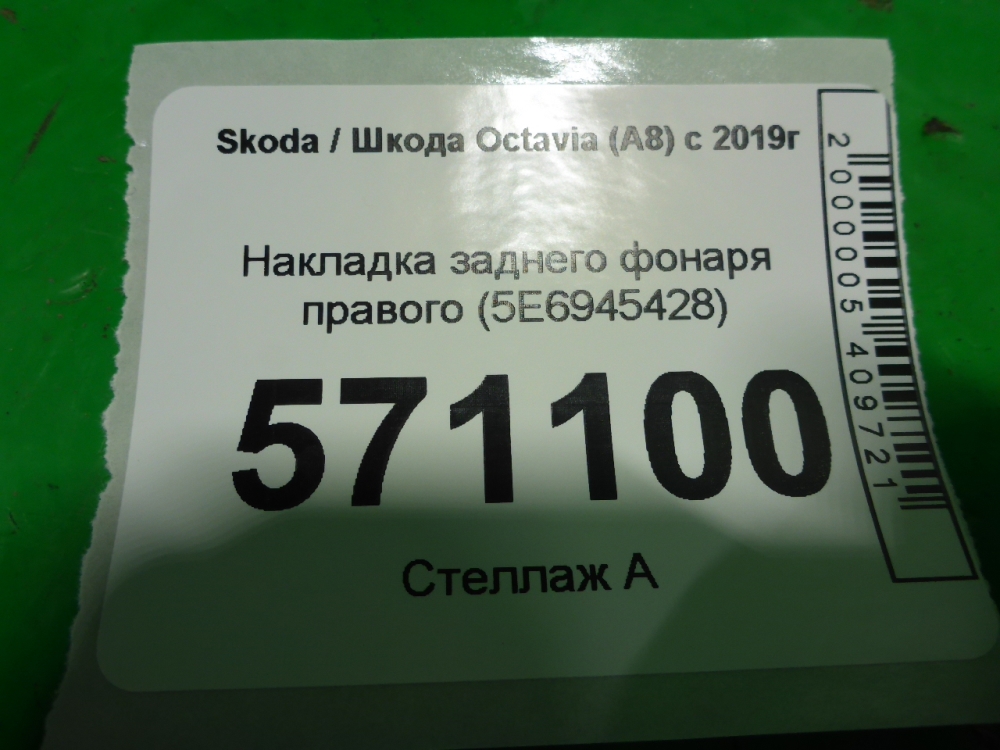 Skoda / Шкода Octavia (A8) с 2019г
Накладка заднего фонаря
правого (5E6945428)
571100
Стеллаж А
2000005409721